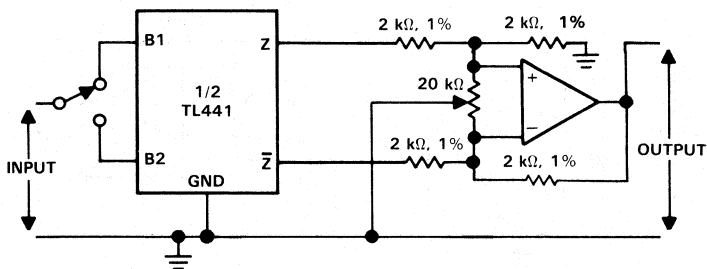 2 kΩ, 1%
2 kΩ, 1%
B1
Z
+
1/2
TL441
20 kΩ
−
2 kΩ, 1%
B2
Z̅
2 kΩ, 1%
GND
INPUT
OUTPUT